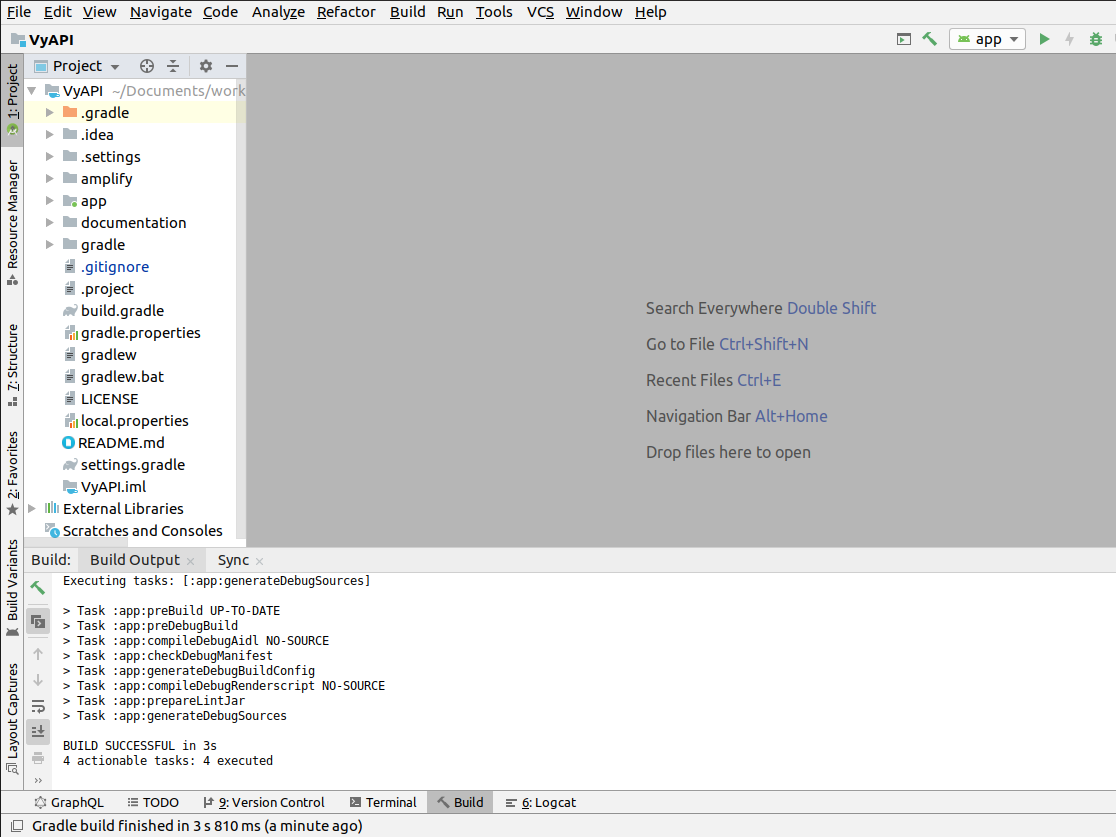 File Edit View Navigate Code Analyze Refactor Build Run Tools VCS Window Help
VyAPI
app
1: Project
Resource Manager
7: Structure
2: Favorites
Build Variants
Layout Captures
Project
VyAPI ~/Documents/work
.gradle
.idea
.settings
amplify
app
documentation
gradle
.gitignore
.project
build.gradle
gradle.properties
gradlew
gradlew.bat
LICENSE
local.properties
README.md
settings.gradle
VyAPI.iml
External Libraries
Scratches and Consoles
Search Everywhere Double Shift
Go to File Ctrl+Shift+N
Recent Files Ctrl+E
Navigation Bar Alt+Home
Drop files here to open
Build: Build Output Sync
Executing tasks: [:app:generateDebugSources]
> Task :app:preBuild UP-TO-DATE
> Task :app:preDebugBuild
> Task :app:compileDebugAidl NO-SOURCE
> Task :app:checkDebugManifest
> Task :app:generateDebugBuildConfig
> Task :app:compileDebugRenderscript NO-SOURCE
> Task :app:prepareLintJar
> Task :app:generateDebugSources
BUILD SUCCESSFUL in 3s
4 actionable tasks: 4 executed
GraphQL TODO 9: Version Control Terminal Build 6: Logcat
Gradle build finished in 3 s 810 ms (a minute ago)